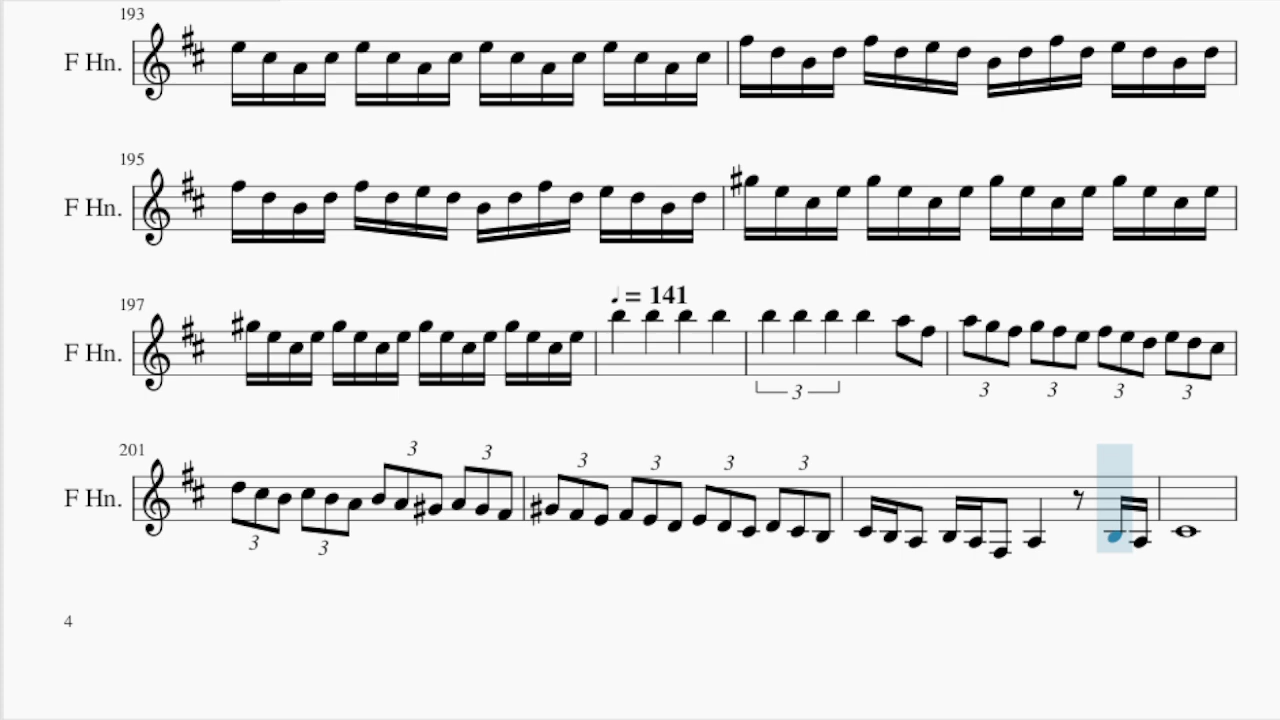 193
F Hn.
195
F Hn.
197
♩ = 141
F Hn.
3
3 3 3 3
201
3 3
3 3 3 3
F Hn.
3 3
4